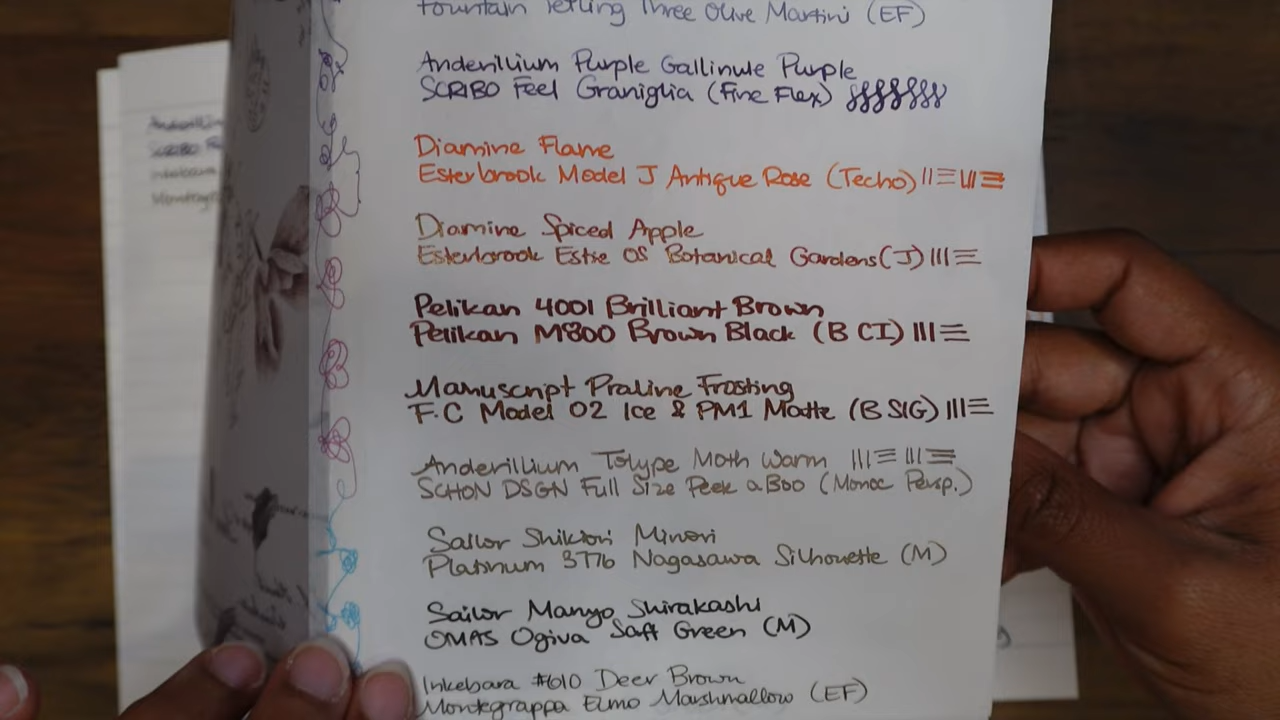 Fountain Three Olive Martini (EF)
Anderillium Purple Gallinule Purple
SCRIBO Feel Graniglia (Fine Flex)
Diamine Flame
Esterbrook Model J Antique Rose (Techo)
Diamine Spiced Apple
Esterbrook Estie OS Botanical Gardens (J)
Pelikan 4001 Brilliant Brown
Pelikan M800 Brown Black (B CI)
Manuscript Praline Frosting
F.C Model 02 Ice & PM1 Matte (B SIG)
Anderillium Tolype Moth Warm
SCHON DSGN Full Size Peek a Boo (Monoc Persp.)
Sailor Shikiori Minori
Platinum 3776 Nagasawa Silhouette (M)
Sailor Manyo Shirakashi
OMAS Ogiva Saft Green (M)
Inkebara #610 Deer Brown
Montegrappa Elmo Marshmallow (EF)